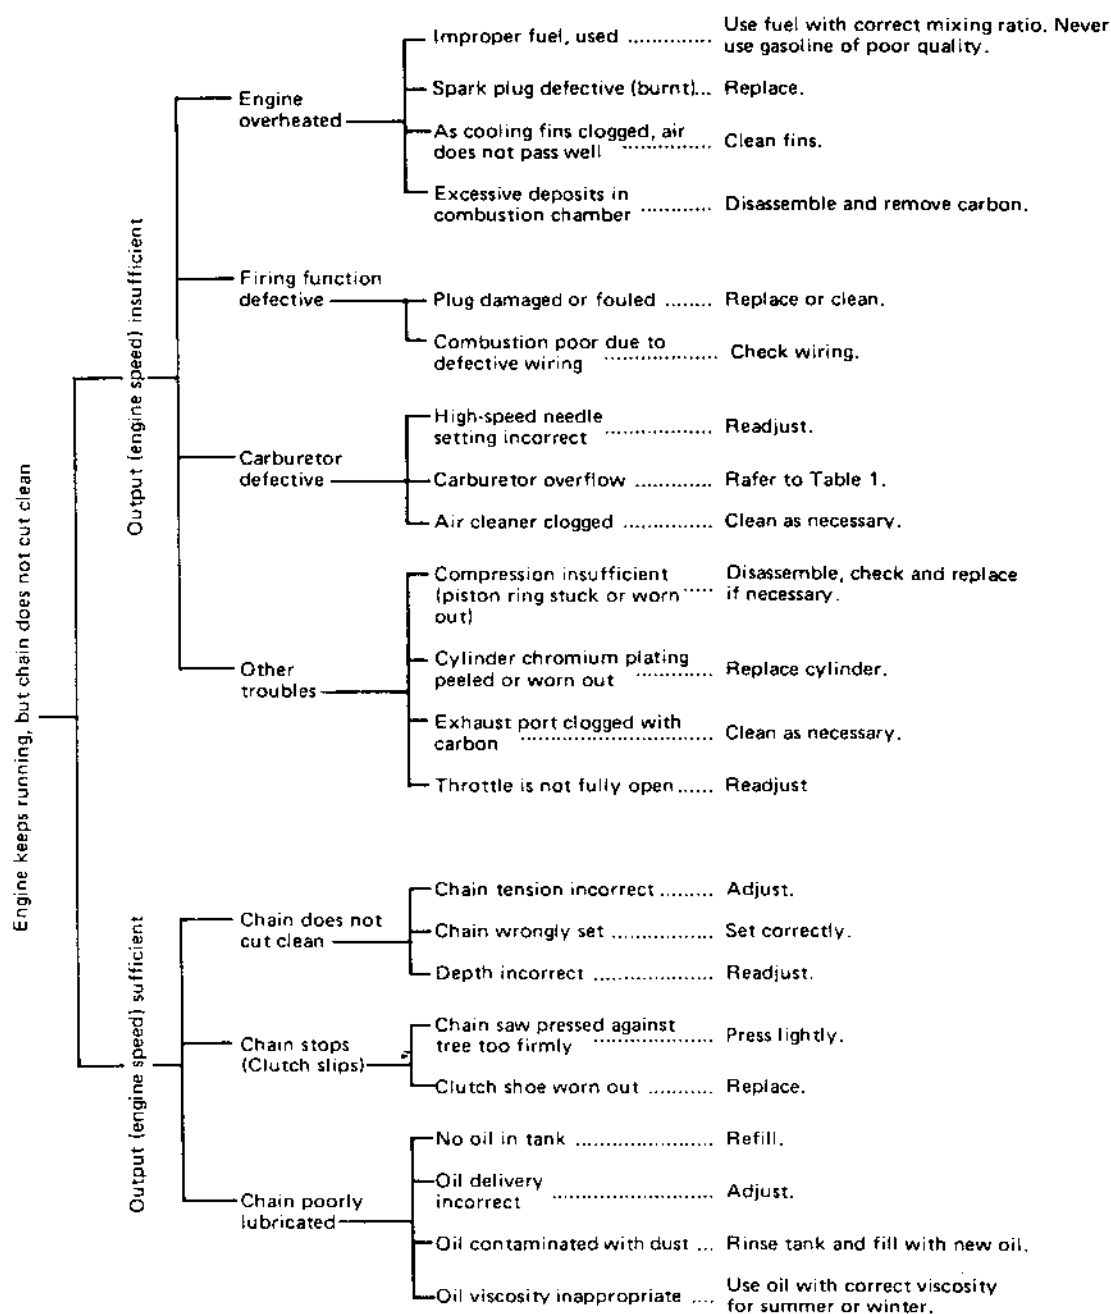 Engine keeps running, but chain does not cut clean
Output (engine speed) insufficient
Engine
overheated
Improper fuel, used ............. Use fuel with correct mixing ratio. Never
use gasoline of poor quality.
Spark plug defective (burnt)... Replace.
As cooling fins clogged, air
does not pass well .............. Clean fins.
Excessive deposits in
combustion chamber ........... Disassemble and remove carbon.
Firing function
defective
Plug damaged or fouled ........ Replace or clean.
Combustion poor due to
defective wiring .................. Check wiring.
Carburetor
defective
High-speed needle
setting incorrect ................. Readjust.
Carburetor overflow ............. Rafer to Table 1.
Air cleaner clogged ............... Clean as necessary.
Other
troubles
Compression insufficient
(piston ring stuck or worn
out)
..... Disassemble, check and replace
if necessary.
Cylinder chromium plating
peeled or worn out ............ Replace cylinder.
Exhaust port clogged with
carbon ............................... Clean as necessary.
Throttle is not fully open ...... Readjust
Output (engine speed) sufficient
Chain does not
cut clean
Chain tension incorrect ......... Adjust.
Chain wrongly set ............... Set correctly.
Depth incorrect .................. Readjust.
Chain stops
(Clutch slips)
Chain saw pressed against
tree too firmly ................... Press lightly.
Clutch shoe worn out ........... Replace.
Chain poorly
lubricated
No oil in tank ..................... Refill.
Oil delivery
incorrect .......................... Adjust.
Oil contaminated with dust ... Rinse tank and fill with new oil.
Oil viscosity inappropriate .... Use oil with correct viscosity
for summer or winter.